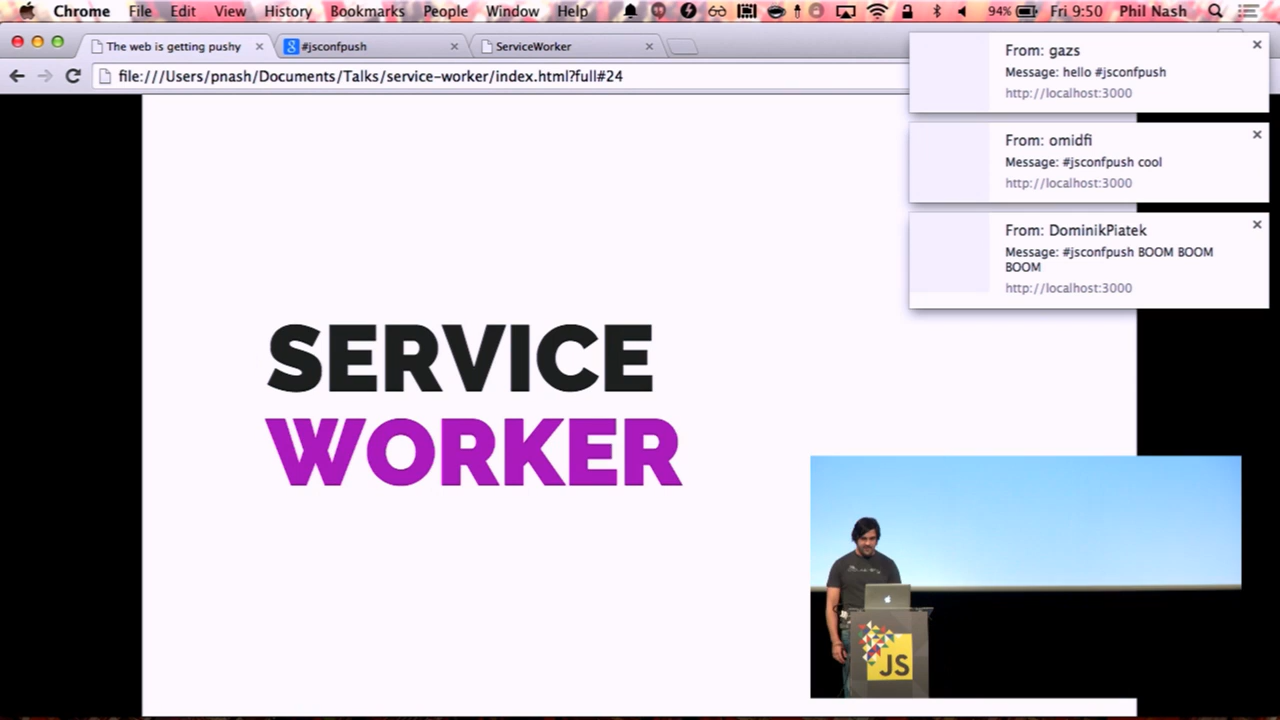 Chrome File Edit View History Bookmarks People Window Help 94% Fri 9:50 Phil Nash
The web is getting pushy
#jsconfpush
ServiceWorker
file:///Users/pnash/Documents/Talks/service-worker/index.html?full#24
From: gazs
Message: hello #jsconfpush
http://localhost:3000
From: omidfi
Message: #jsconfpush cool
http://localhost:3000
From: DominikPiatek
Message: #jsconfpush BOOM BOOM
BOOM
http://localhost:3000
SERVICE
WORKER
JS